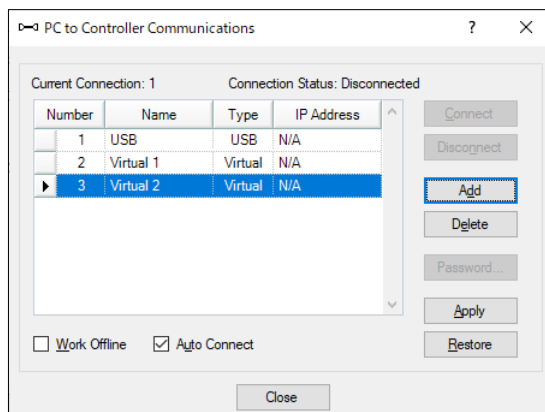 PC to Controller Communications ? ×
Current Connection: 1 Connection Status: Disconnected
Number Name Type IP Address
1 USB USB N/A
2 Virtual 1 Virtual N/A
3 Virtual 2 Virtual N/A
Connect
Disconnect
Add
Delete
Password...
Apply
Restore
Work Offline Auto Connect
Close